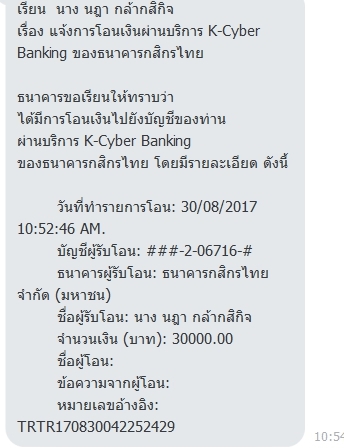 เรียน นาง นฎา กล้ากสิกิจ
เรื่อง แจ้งการโอนเงินผ่านบริการ K-Cyber
Banking ของธนาคารกสิกรไทย
ธนาคารขอเรียนให้ทราบว่า
ได้มีการโอนเงินไปยังบัญชีของท่าน
ผ่านบริการ K-Cyber Banking
ของธนาคารกสิกรไทย โดยมีรายละเอียด ดังนี้
วันที่ทำรายการโอน: 30/08/2017
10:52:46 AM.
บัญชีผู้รับโอน: ###-2-06716-#
ธนาคารผู้รับโอน: ธนาคารกสิกรไทย
จำกัด (มหาชน)
ชื่อผู้รับโอน: นาง นฎา กล้ากสิกิจ
จำนวนเงิน (บาท): 30000.00
ชื่อผู้โอน:
ข้อความจากผู้โอน:
หมายเลขอ้างอิง:
TRTR170830042252429